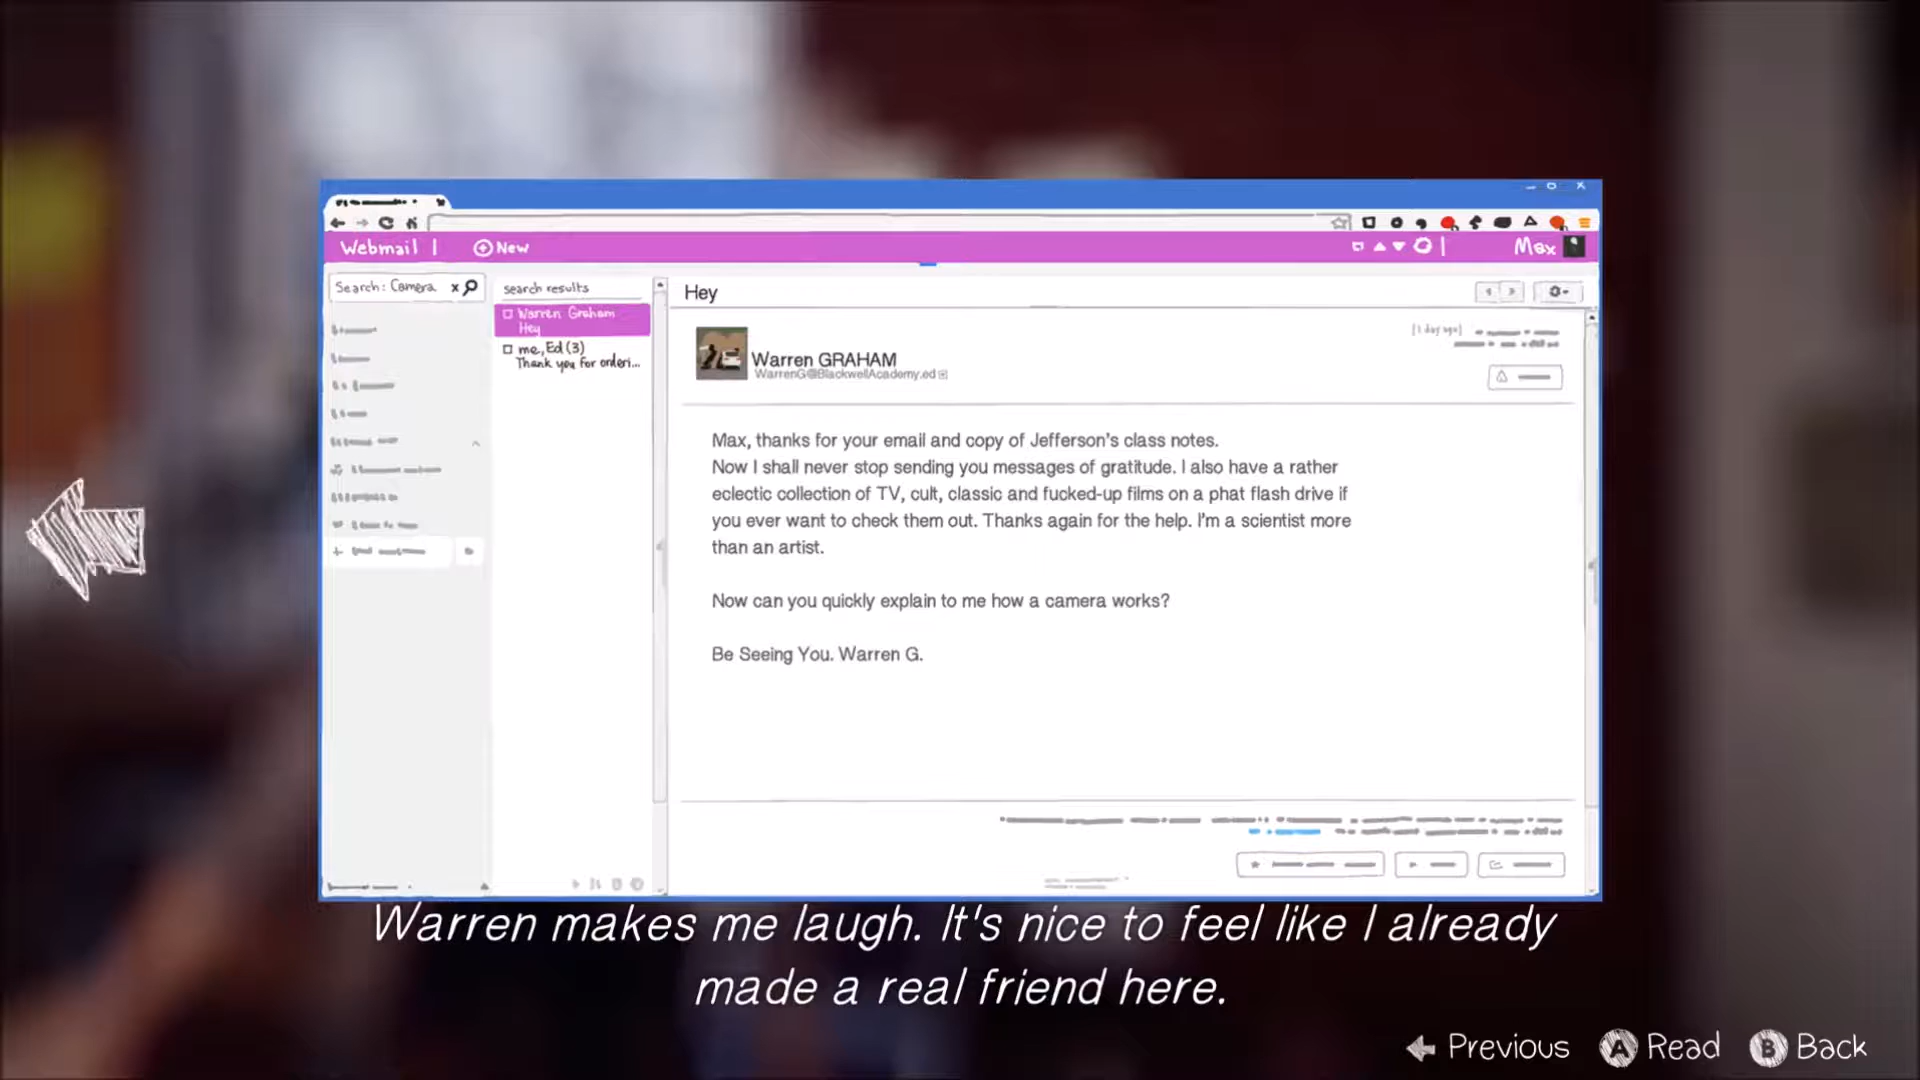 Webmail | New
Max
Search: Camera x
search results
Warren Graham
Hey
me, Ed (3)
Thank you for orderi...
Hey
[1 day ago]
Warren GRAHAM
WarrenG@BlackwellAcademy.ed
Max, thanks for your email and copy of Jefferson's class notes.
Now I shall never stop sending you messages of gratitude. I also have a rather
eclectic collection of TV, cult, classic and fucked-up films on a phat flash drive if
you ever want to check them out. Thanks again for the help. I'm a scientist more
than an artist.
Now can you quickly explain to me how a camera works?
Be Seeing You. Warren G.
Warren makes me laugh. It's nice to feel like I already
made a real friend here.
Previous A Read B Back